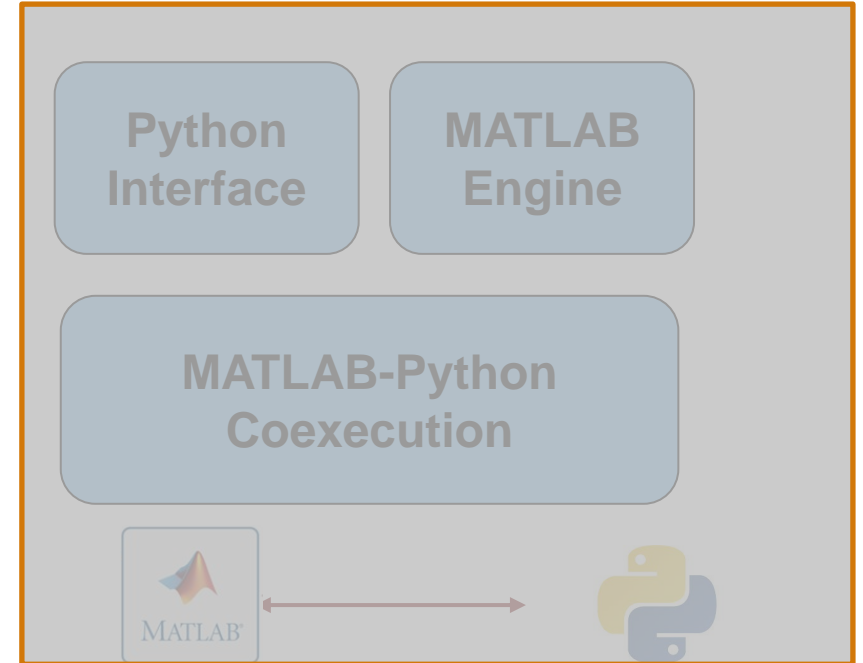 Python
Interface
MATLAB
Engine
MATLAB-Python
Coexecution
MATLAB®